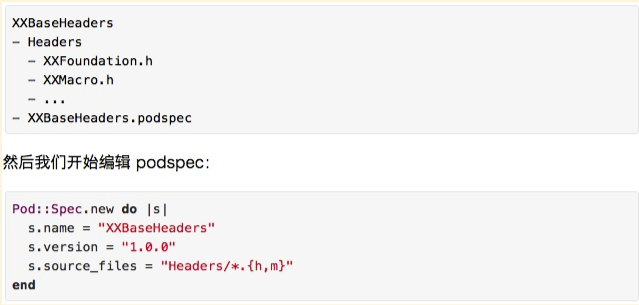 XXBaseHeaders
- Headers
  - XXFoundation.h
  - XXMacro.h
  - ...
- XXBaseHeaders.podspec
然后我们开始编辑 podspec：
Pod::Spec.new do |s|
  s.name = "XXBaseHeaders"
  s.version = "1.0.0"
  s.source_files = "Headers/*.{h,m}"
end